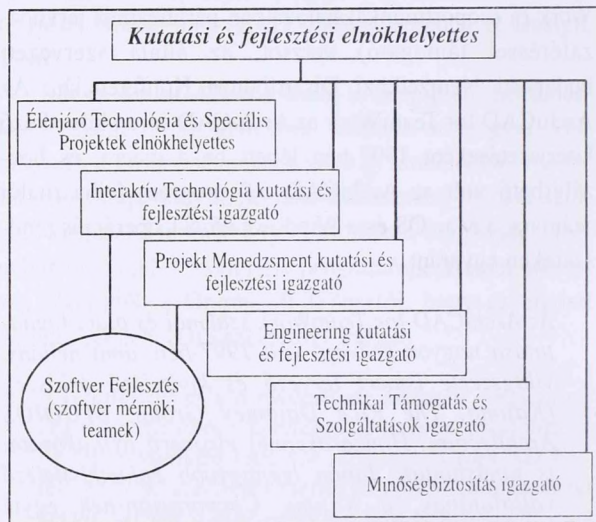 Kutatási és fejlesztési elnökhelyettes
Élenjáró Technológia és Speciális
Projektek elnökhelyettes
Interaktív Technológia kutatási és
fejlesztési igazgató
Projekt Menedzsment kutatási és
fejlesztési igazgató
Engineering kutatási
és fejlesztési igazgató
Szoftver Fejlesztés
(szoftver mérnöki
teamek)
Technikai Támogatás és
Szolgáltatások igazgató
Minőségbiztosítás igazgató